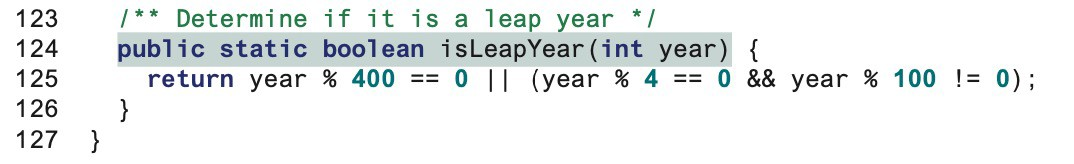 123 /** Determine if it is a leap year */
124 public static boolean isLeapYear(int year) {
125 return year % 400 == 0 || (year % 4 == 0 && year % 100 != 0);
126 }
127 }